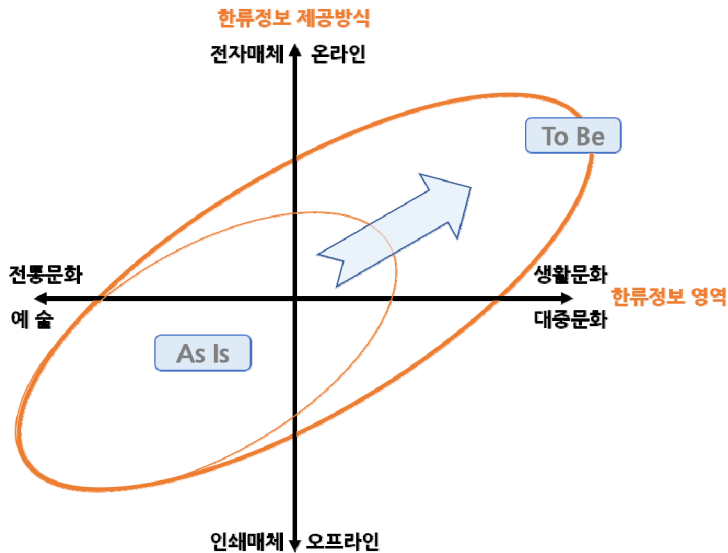 한류정보 제공방식
전자매체 온라인
To Be
전통문화 생활문화
한류정보 영역
예 술 대중문화
As Is
인쇄매체 오프라인